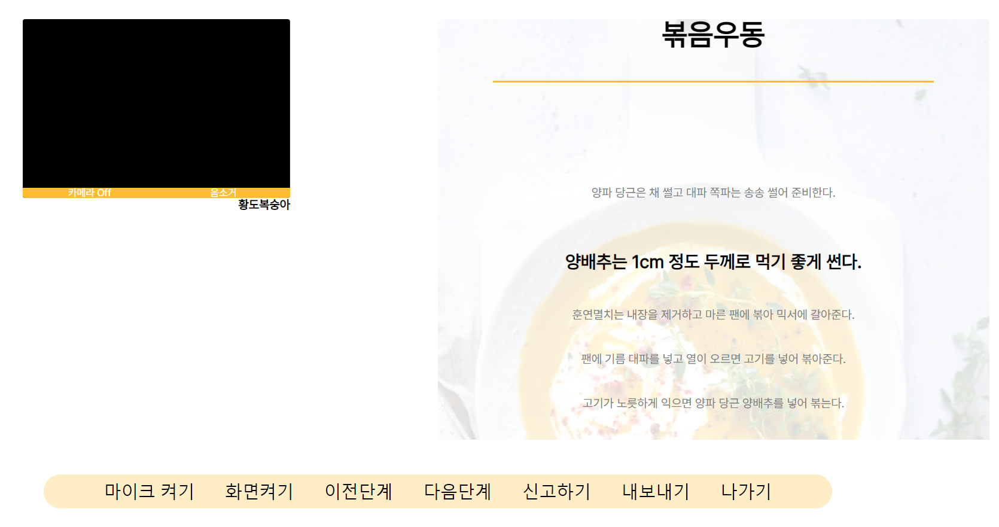 카메라 Off 음소거
황도복숭아
볶음우동
양파 당근은 채 썰고 대파 쪽파는 송송 썰어 준비한다.
양배추는 1cm 정도 두께로 먹기 좋게 썬다.
훈연멸치는 내장을 제거하고 마른 팬에 볶아 믹서에 갈아준다.
팬에 기름 대파를 넣고 열이 오르면 고기를 넣어 볶아준다.
고기가 노릇하게 익으면 양파 당근 양배추를 넣어 볶는다.
마이크 켜기 화면켜기 이전단계 다음단계 신고하기 내보내기 나가기